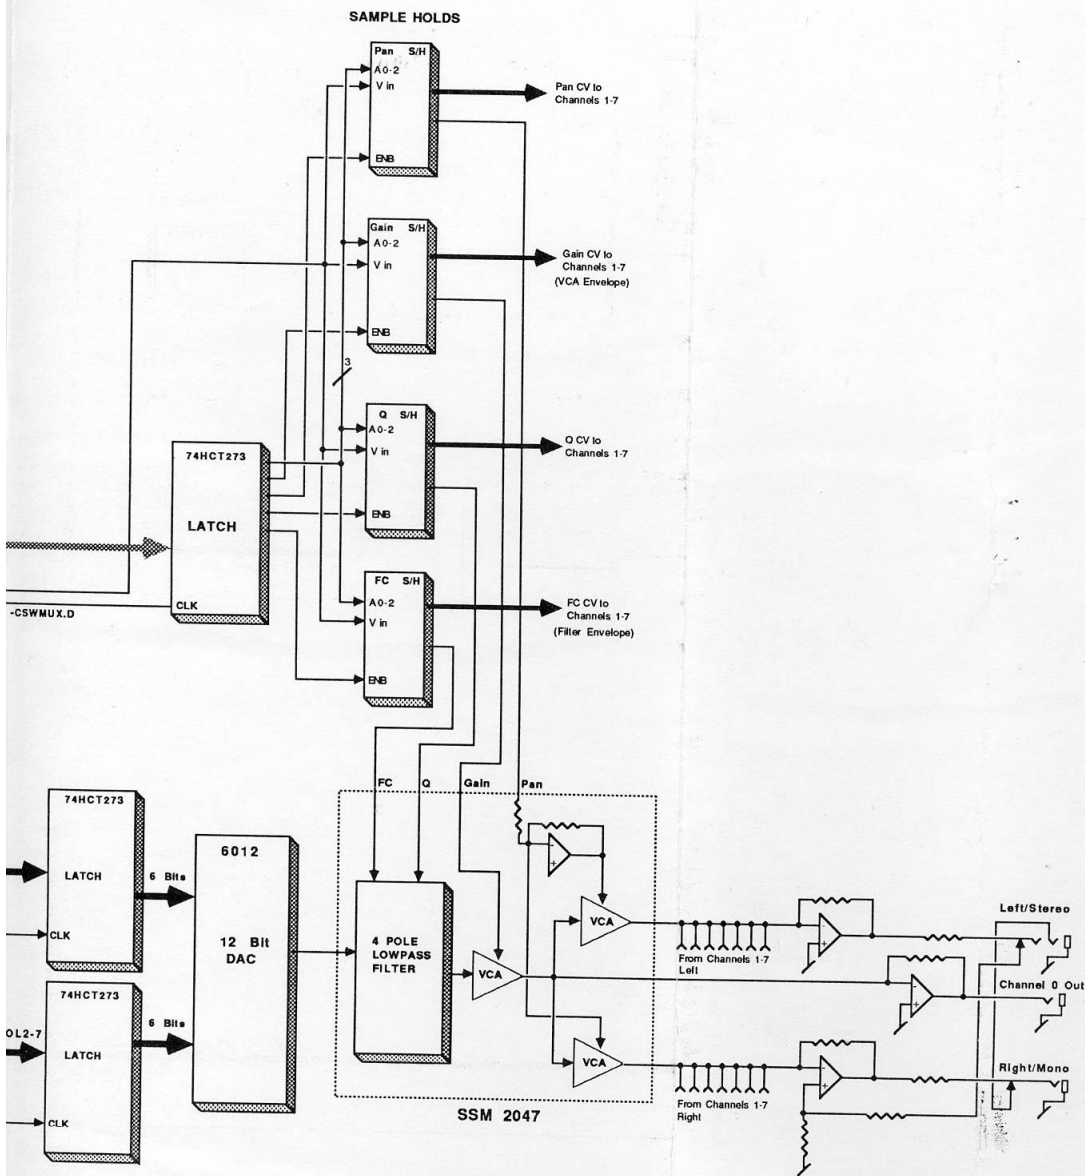 SAMPLE HOLDS
Pan S/H
A0-2
V in
ENB
Pan CV to
Channels 1-7
Gain S/H
A0-2
V in
ENB
Gain CV to
Channels 1-7
(VCA Envelope)
3
Q S/H
A0-2
V in
ENB
Q CV to
Channels 1-7
74HCT273
LATCH
CLK
-CSWMUX.D
FC S/H
A0-2
V in
ENB
FC CV to
Channels 1-7
(Filter Envelope)
FC Q Gain Pan
74HCT273
LATCH
CLK
6 Bits
6012
12 Bit
DAC
74HCT273
OL2-7
LATCH
CLK
6 Bits
4 POLE
LOWPASS
FILTER
VCA
-
+
VCA
VCA
SSM 2047
From Channels 1-7
Left
-
+
Left/Stereo
-
+
Channel 0 Out
From Channels 1-7
Right
-
+
Right/Mono